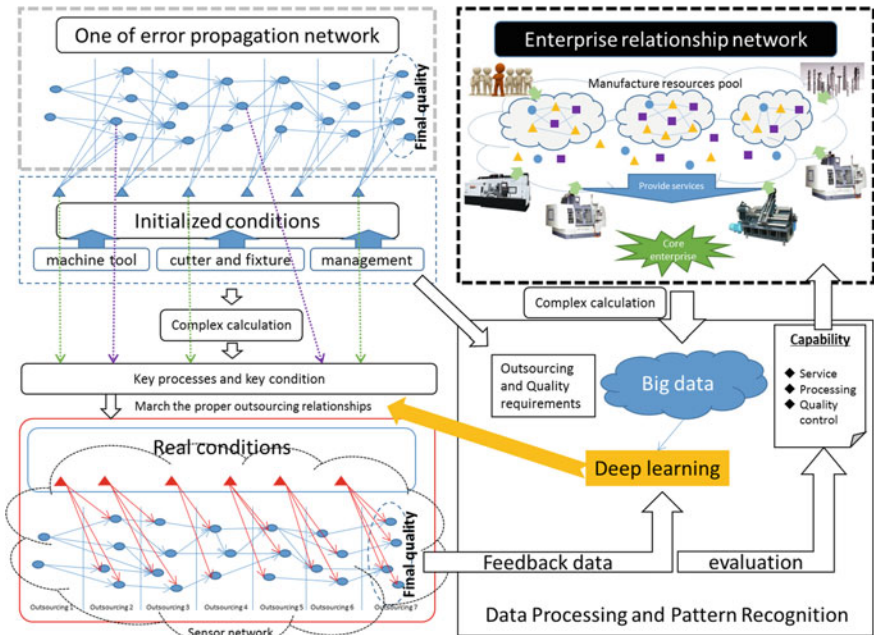 One of error propagation network
Final quality
Initialized conditions
machine tool
cutter and fixture
management
Complex calculation
Key processes and key condition
March the proper outsourcing relationships
Real conditions
Final quality
Outsourcing 1
Outsourcing 2
Outsourcing 3
Outsourcing 4
Outsourcing 5
Outsourcing 6
Outsourcing 7
Sensor network
Enterprise relationship network
Manufacture resources pool
Provide services
Core
enterprise
Complex calculation
Outsourcing
and Quality
requirements
Big data
Capability
◆ Service
◆ Processing
◆ Quality
control
Deep learning
Feedback data
evaluation
Data Processing and Pattern Recognition